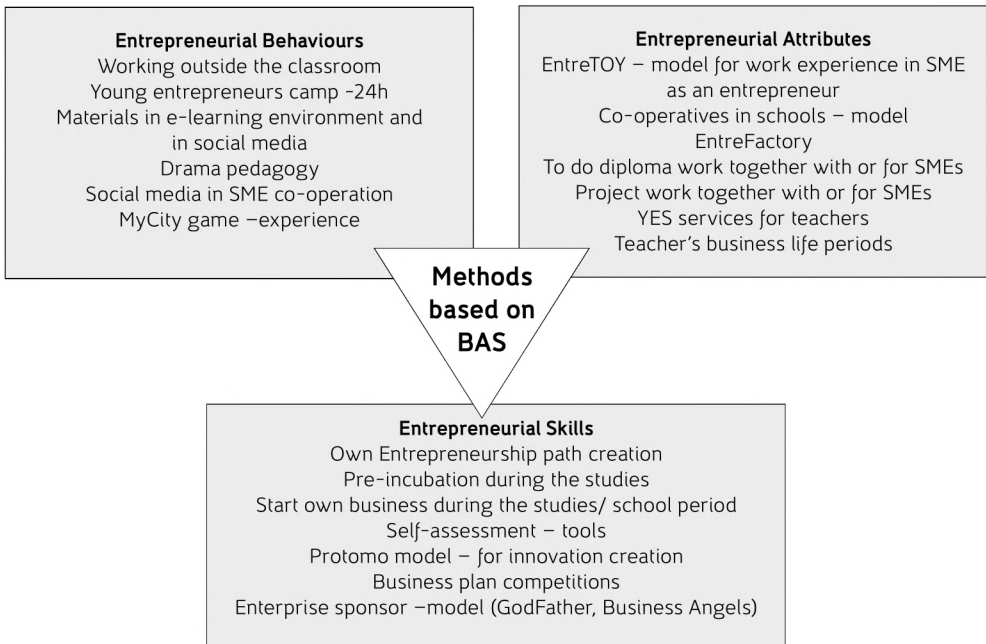 Entrepreneurial Behaviours
Working outside the classroom
Young entrepreneurs camp -24h
Materials in e-learning environment and
in social media
Drama pedagogy
Social media in SME co-operation
MyCity game –experience
Entrepreneurial Attributes
EntreTOY – model for work experience in SME
as an entrepreneur
Co-operatives in schools – model
EntreFactory
To do diploma work together with or for SMEs
Project work together with or for SMEs
YES services for teachers
Teacher's business life periods
Methods
based on
BAS
Entrepreneurial Skills
Own Entrepreneurship path creation
Pre-incubation during the studies
Start own business during the studies/ school period
Self-assessment – tools
Protomo model – for innovation creation
Business plan competitions
Enterprise sponsor –model (GodFather, Business Angels)